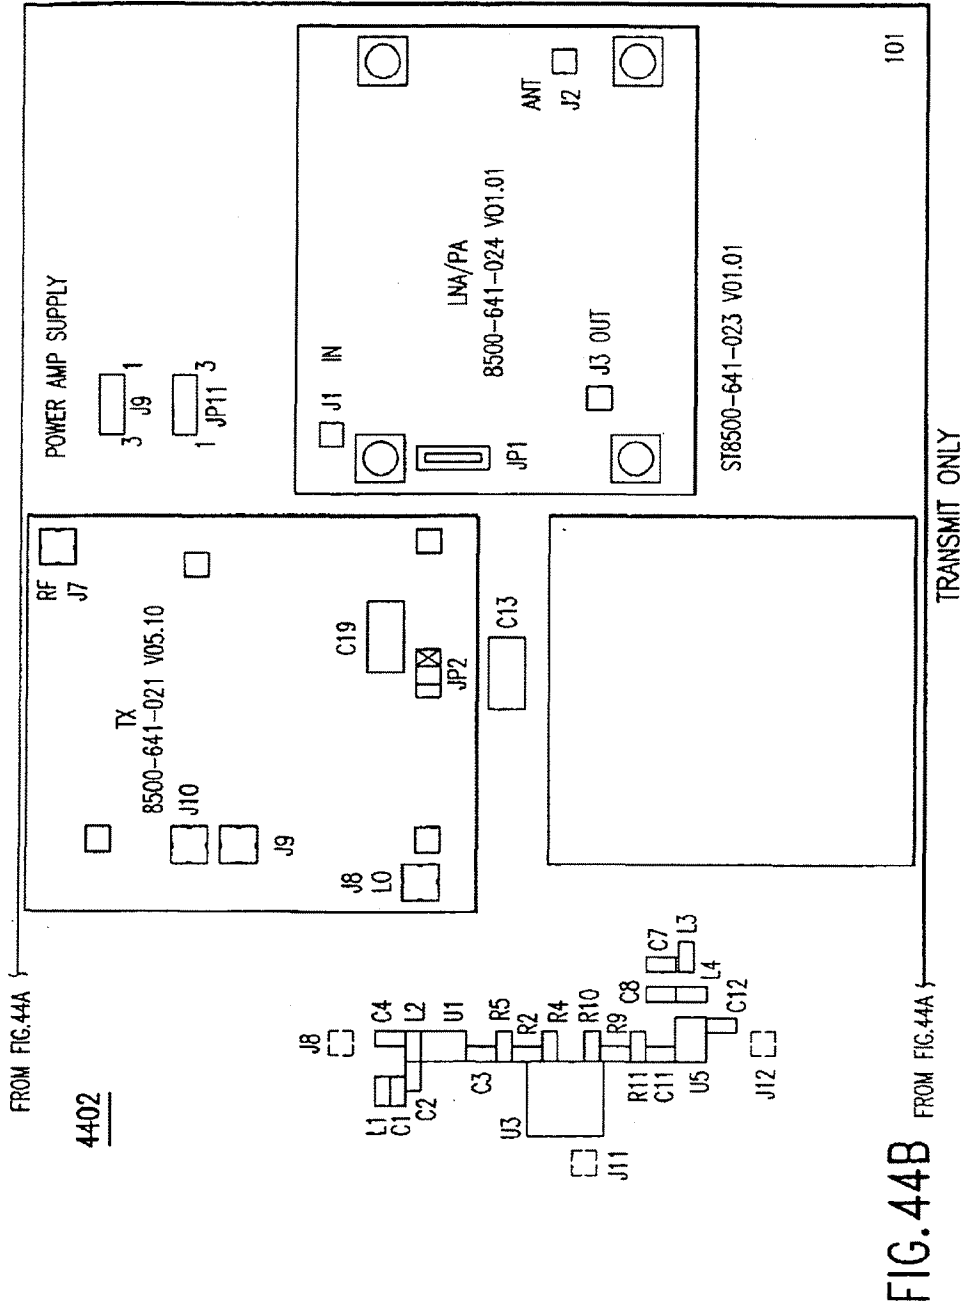 FROM FIG.44A
4402
POWER AMP SUPPLY
3 J9 1
1 JP11 3
RF
J7
TX
8500-641-021 V05.10
J10
J9
J8
LO
C19
JP2
C13
J1 IN
JP1
LNA/PA
8500-641-024 V01.01
ANT
J2
J3 OUT
ST8500-641-023 V01.01
101
J8
L1
C1
C2
C4
L2
U1
C3
R5
R2
R4
U3
R10
R9
R11
C11
U5
J11
J12
C8
C7
L3
L4
C12
FROM FIG.44A
TRANSMIT ONLY
FIG.44B